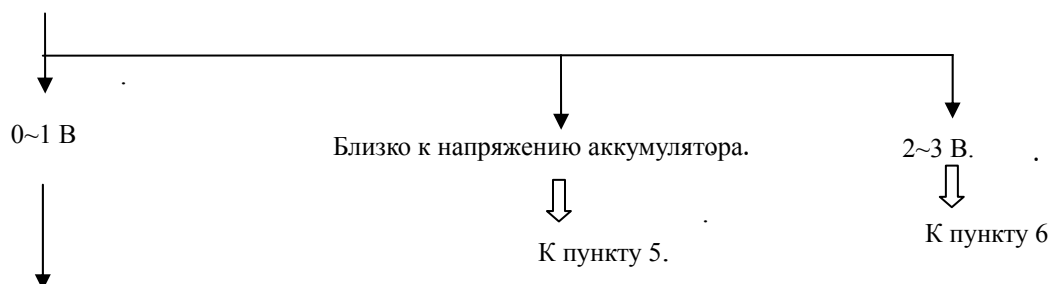 0~1 В
Близко к напряжению аккумулятора.
2~3 В.
К пункту 5.
К пункту 6